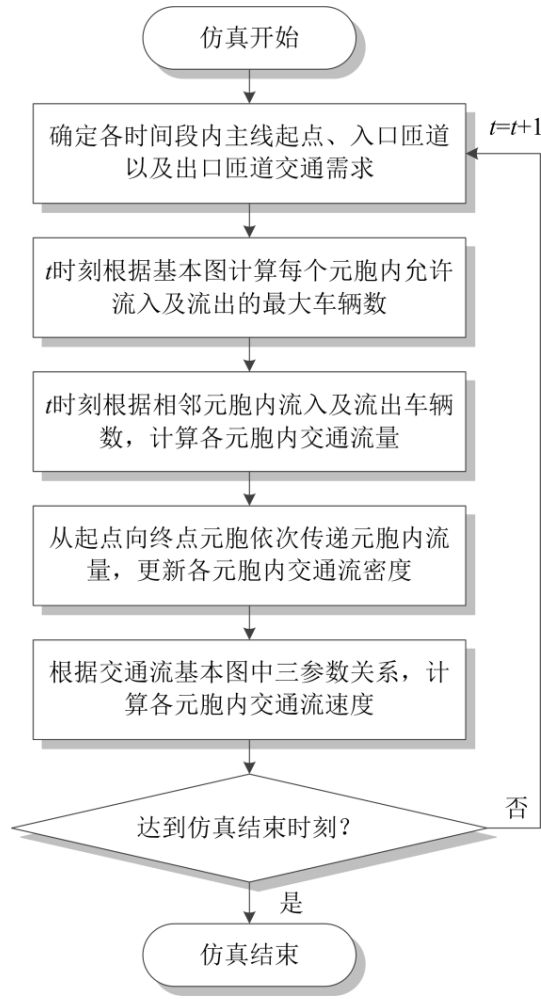 仿真开始
确定各时间段内主线起点、入口匝道
以及出口匝道交通需求
t=t+1
t时刻根据基本图计算每个元胞内允许
流入及流出的最大车辆数
t时刻根据相邻元胞内流入及流出车辆
数，计算各元胞内交通流量
从起点向终点元胞依次传递元胞内流
量，更新各元胞内交通流密度
根据交通流基本图中三参数关系，计
算各元胞内交通流速度
达到仿真结束时刻？
否
是
仿真结束